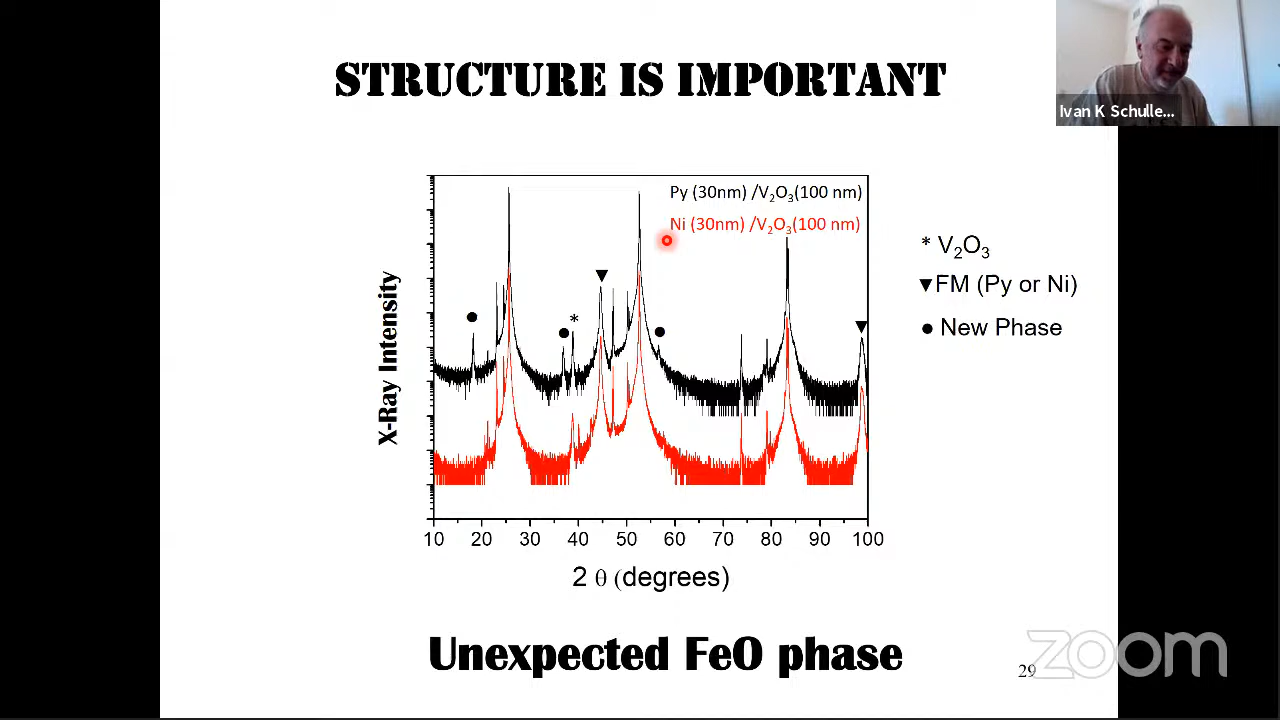 STRUCTURE IS IMPORTANT
Ivan K Schulle...
Py (30nm) /V₂O₃(100 nm)
Ni (30nm) /V₂O₃(100 nm)
X-Ray Intensity
*
* V₂O₃
▼FM (Py or Ni)
● New Phase
10 20 30 40 50 60 70 80 90 100
2 θ (degrees)
Unexpected FeO phase
29
zoom